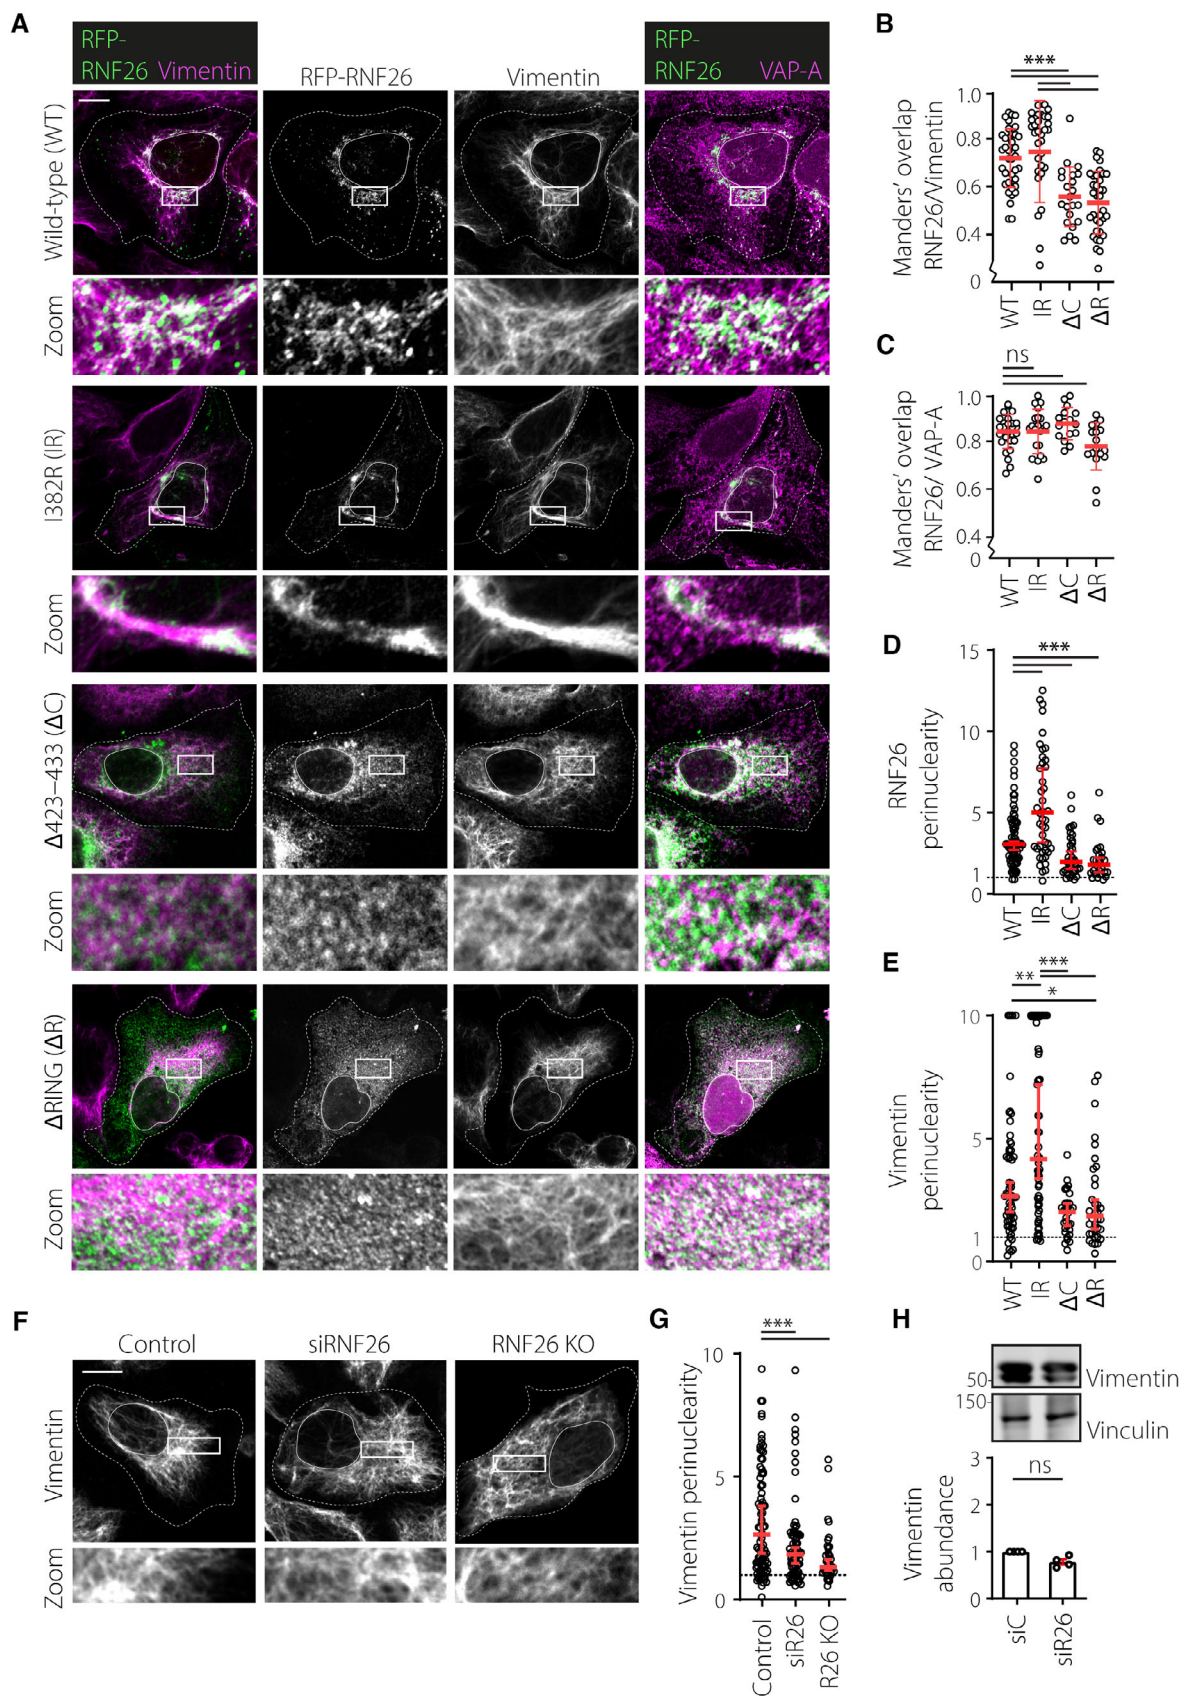 A
RFP-
RNF26 Vimentin
RFP-RNF26
Vimentin
RFP-
RNF26 VAP-A
Wild-type (WT)
Zoom
I382R (IR)
Zoom
Δ423–433 (ΔC)
Zoom
ΔRING (ΔR)
Zoom
B
Manders' overlap
RNF26/Vimentin
***
1.0
0.8
0.6
0.4
0
WT
IR
ΔC
ΔR
C
Manders' overlap
RNF26/ VAP-A
ns
1.0
0.8
0.6
0.4
0
WT
IR
ΔC
ΔR
D
RNF26
perinuclearity
***
15
10
5
1
0
WT
IR
ΔC
ΔR
E
Vimentin
perinuclearity
***
**
*
10
5
1
0
WT
IR
ΔC
ΔR
F
Control
siRNF26
RNF26 KO
Vimentin
Zoom
G
Vimentin perinuclearity
***
10
5
0
Control
siR26
R26 KO
H
50
Vimentin
150
Vinculin
Vimentin
abundance
ns
3
2
1
0
siC
siR26